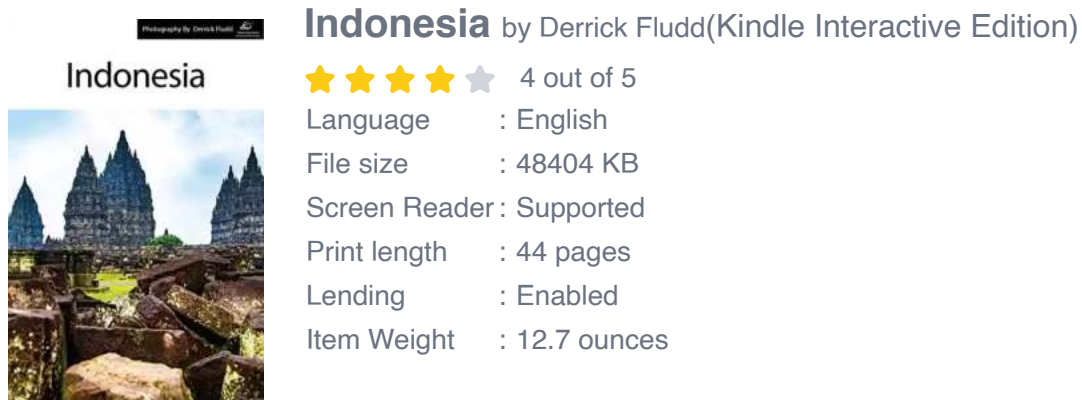 Photography By Derrick Fludd
Indonesia
Indonesia by Derrick Fludd(Kindle Interactive Edition)
4 out of 5
Language : English
File size : 48404 KB
Screen Reader : Supported
Print length : 44 pages
Lending : Enabled
Item Weight : 12.7 ounces